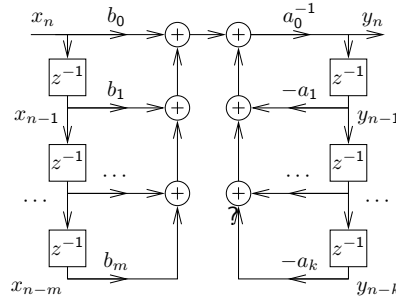 x_n b_0 a_0^{-1} y_n
z^{-1} z^{-1}
x_{n-1} b_1 -a_1 y_{n-1}
z^{-1} z^{-1}
... ... ... ...
z^{-1} z^{-1}
x_{n-m} b_m -a_k y_{n-k}